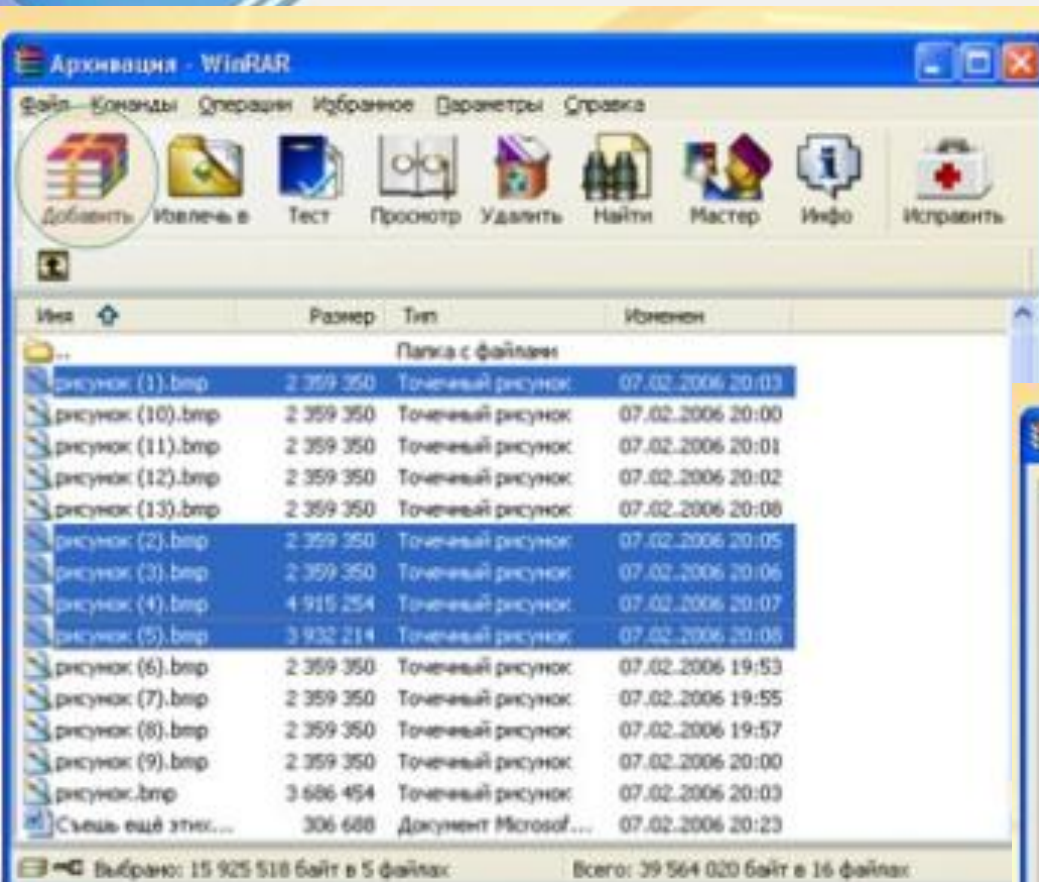 Архивация - WinRAR
Файл Команды Операции Избранное Параметры Справка
Добавить Извлечь в Тест Просмотр Удалить Найти Мастер Инфо Исправить
Имя Размер Тип Изменен
.. Папка с файлами
рисунок (1).bmp 2 359 350 Точечный рисунок 07.02.2006 20:03
рисунок (10).bmp 2 359 350 Точечный рисунок 07.02.2006 20:00
рисунок (11).bmp 2 359 350 Точечный рисунок 07.02.2006 20:01
рисунок (12).bmp 2 359 350 Точечный рисунок 07.02.2006 20:02
рисунок (13).bmp 2 359 350 Точечный рисунок 07.02.2006 20:08
рисунок (2).bmp 2 359 350 Точечный рисунок 07.02.2006 20:05
рисунок (3).bmp 2 359 350 Точечный рисунок 07.02.2006 20:06
рисунок (4).bmp 4 915 254 Точечный рисунок 07.02.2006 20:07
рисунок (5).bmp 3 932 214 Точечный рисунок 07.02.2006 20:08
рисунок (6).bmp 2 359 350 Точечный рисунок 07.02.2006 19:53
рисунок (7).bmp 2 359 350 Точечный рисунок 07.02.2006 19:55
рисунок (8).bmp 2 359 350 Точечный рисунок 07.02.2006 19:57
рисунок (9).bmp 2 359 350 Точечный рисунок 07.02.2006 20:00
рисунок.bmp 3 686 454 Точечный рисунок 07.02.2006 20:03
Съешь ещё этих... 306 688 Документ Microsof... 07.02.2006 20:23
Выбрано: 15 925 518 байт в 5 файлах Всего: 39 564 020 байт в 16 файлах